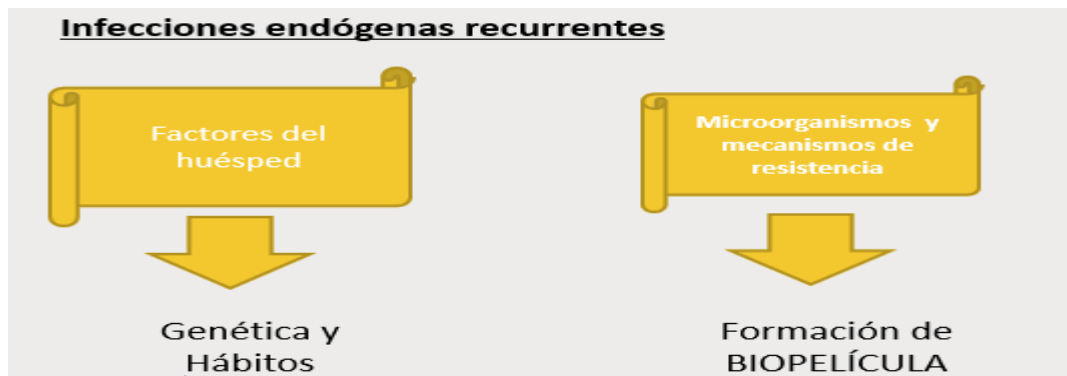 Infecciones endógenas recurrentes
Factores del
huésped
Genética y
Hábitos
Microorganismos y
mecanismos de
resistencia
Formación de
BIOPELÍCULA